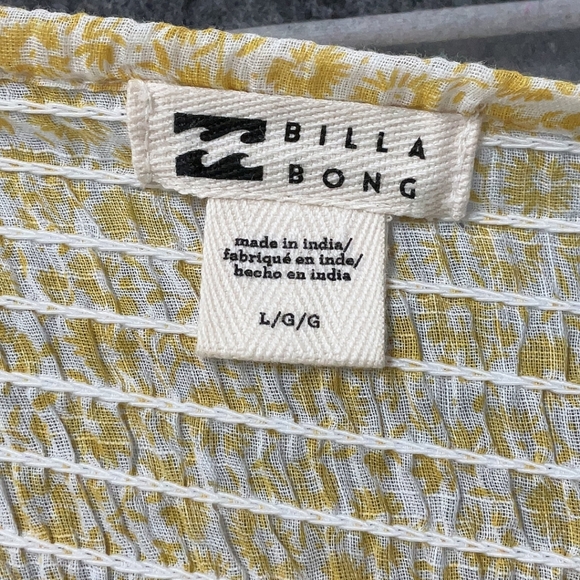 BILLA
BONG
made in india/
fabriqué en inde/
hecho en india
L/G/G